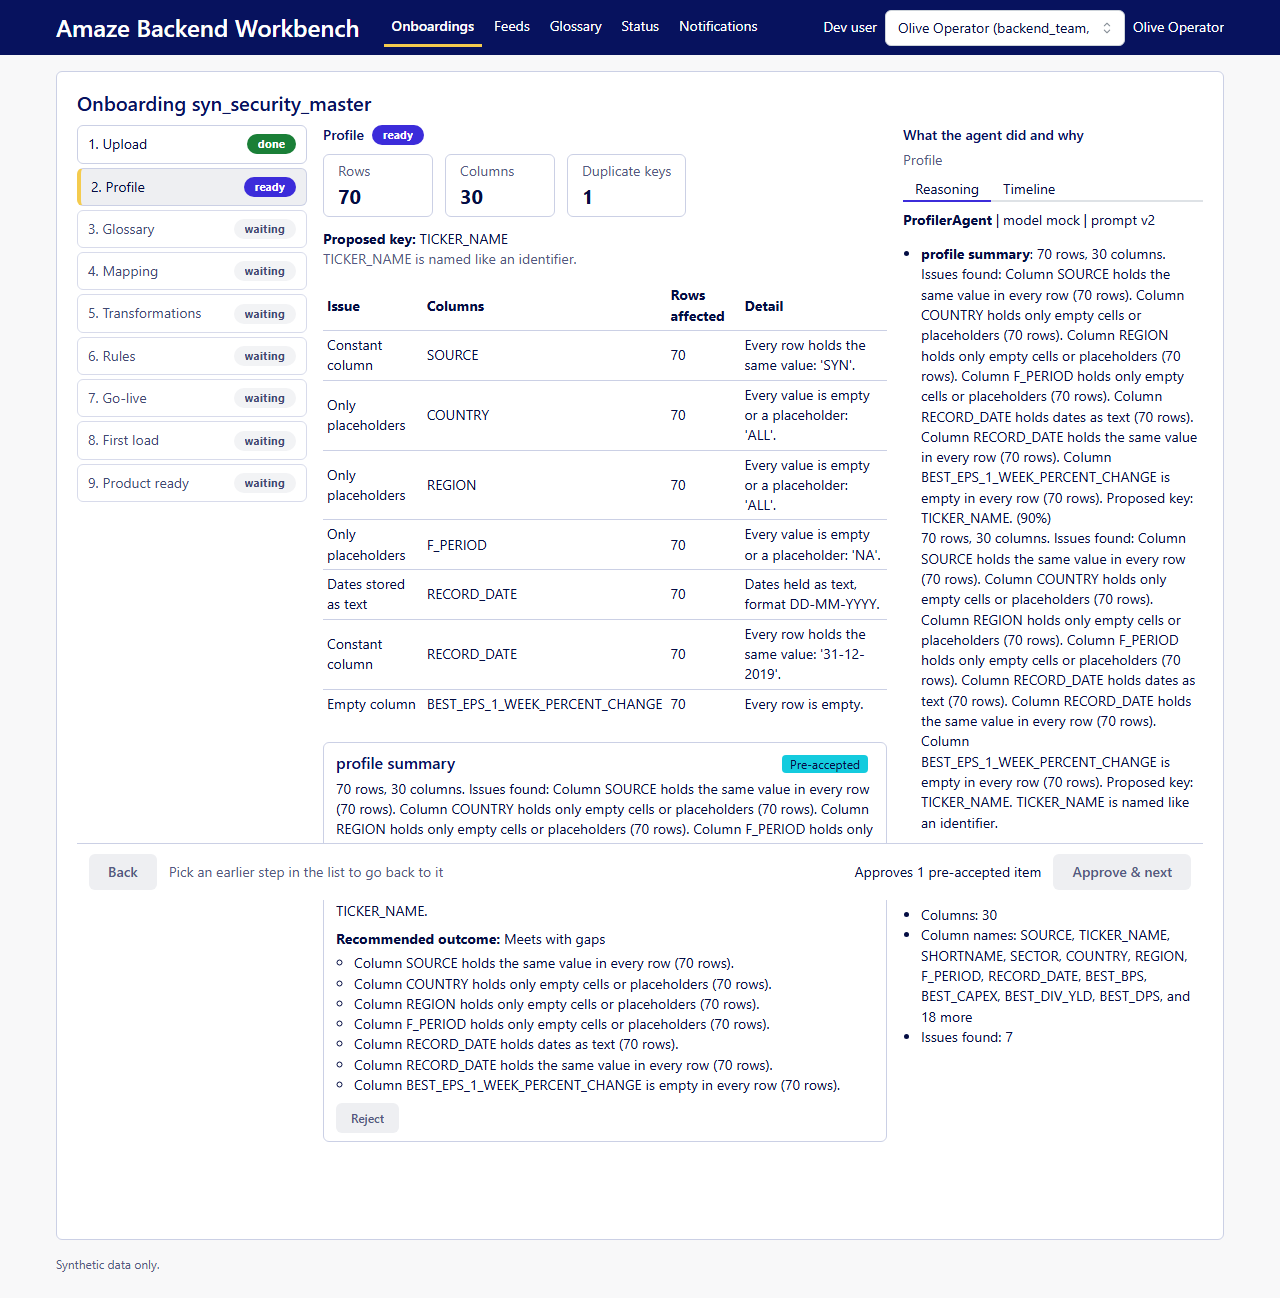 Amaze Backend Workbench
Onboardings
Feeds
Glossary
Status
Notifications
Dev user
Olive Operator (backend_team,
Olive Operator
Onboarding syn_security_master
1. Upload
done
2. Profile
ready
3. Glossary
waiting
4. Mapping
waiting
5. Transformations
waiting
6. Rules
waiting
7. Go-live
waiting
8. First load
waiting
9. Product ready
waiting
Profile
ready
Rows
70
Columns
30
Duplicate keys
1
Proposed key: TICKER_NAME
TICKER_NAME is named like an identifier.
Issue
Columns
Rows
affected
Detail
Constant
column
SOURCE
70
Every row holds the
same value: 'SYN'.
Only
placeholders
COUNTRY
70
Every value is empty
or a placeholder:
'ALL'.
Only
placeholders
REGION
70
Every value is empty
or a placeholder:
'ALL'.
Only
placeholders
F_PERIOD
70
Every value is empty
or a placeholder: 'NA'.
Dates stored
as text
RECORD_DATE
70
Dates held as text,
format DD-MM-YYYY.
Constant
column
RECORD_DATE
70
Every row holds the
same value: '31-12-
2019'.
Empty column
BEST_EPS_1_WEEK_PERCENT_CHANGE
70
Every row is empty.
profile summary
Pre-accepted
70 rows, 30 columns. Issues found: Column SOURCE holds the same value in every row
(70 rows). Column COUNTRY holds only empty cells or placeholders (70 rows). Column
REGION holds only empty cells or placeholders (70 rows). Column F_PERIOD holds only
Back
Pick an earlier step in the list to go back to it
Approves 1 pre-accepted item
Approve & next
TICKER_NAME.
Recommended outcome: Meets with gaps
Column SOURCE holds the same value in every row (70 rows).
Column COUNTRY holds only empty cells or placeholders (70 rows).
Column REGION holds only empty cells or placeholders (70 rows).
Column F_PERIOD holds only empty cells or placeholders (70 rows).
Column RECORD_DATE holds dates as text (70 rows).
Column RECORD_DATE holds the same value in every row (70 rows).
Column BEST_EPS_1_WEEK_PERCENT_CHANGE is empty in every row (70 rows).
Reject
What the agent did and why
Profile
Reasoning
Timeline
ProfilerAgent | model mock | prompt v2
profile summary: 70 rows, 30 columns.
Issues found: Column SOURCE holds the
same value in every row (70 rows). Column
COUNTRY holds only empty cells or
placeholders (70 rows). Column REGION
holds only empty cells or placeholders (70
rows). Column F_PERIOD holds only empty
cells or placeholders (70 rows). Column
RECORD_DATE holds dates as text (70 rows).
Column RECORD_DATE holds the same value
in every row (70 rows). Column
BEST_EPS_1_WEEK_PERCENT_CHANGE is
empty in every row (70 rows). Proposed key:
TICKER_NAME. (90%)
70 rows, 30 columns. Issues found: Column
SOURCE holds the same value in every row
(70 rows). Column COUNTRY holds only
empty cells or placeholders (70 rows).
Column REGION holds only empty cells or
placeholders (70 rows). Column F_PERIOD
holds only empty cells or placeholders (70
rows). Column RECORD_DATE holds dates as
text (70 rows). Column RECORD_DATE holds
the same value in every row (70 rows).
Column
BEST_EPS_1_WEEK_PERCENT_CHANGE is
empty in every row (70 rows). Proposed key:
TICKER_NAME. TICKER_NAME is named like
an identifier.
Columns: 30
Column names: SOURCE, TICKER_NAME,
SHORTNAME, SECTOR, COUNTRY, REGION,
F_PERIOD, RECORD_DATE, BEST_BPS,
BEST_CAPEX, BEST_DIV_YLD, BEST_DPS, and
18 more
Issues found: 7
Synthetic data only.